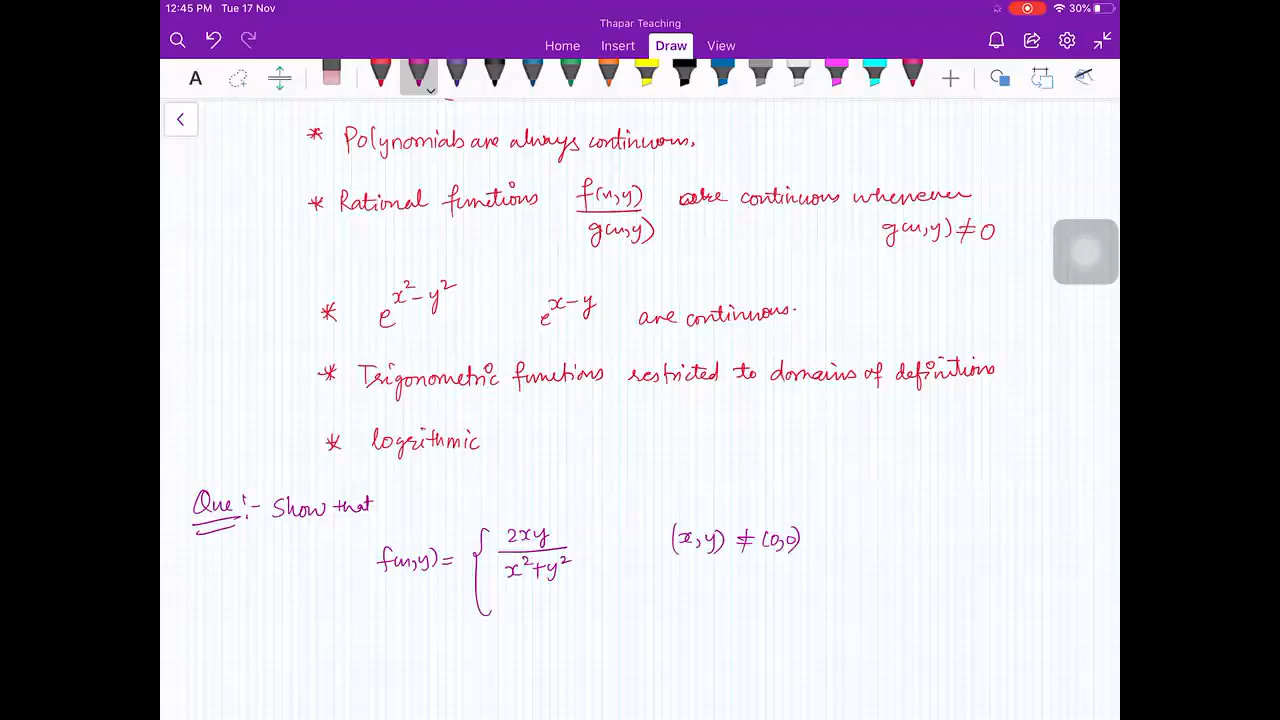 12:45 PM Tue 17 Nov
30%
Thapar Teaching
Home Insert Draw View
A
* Polynomials are always continuous.
* Rational functions f(x,y)/g(x,y) are continuous whenever
g(x,y) ≠ 0
* e^(x²-y²) e^(x-y) are continuous.
* Trigonometric functions restricted to domains of definitions
* logrithmic
Que :- Show that
f(x,y) = { 2xy/(x²+y²) (x,y) ≠ (0,0)